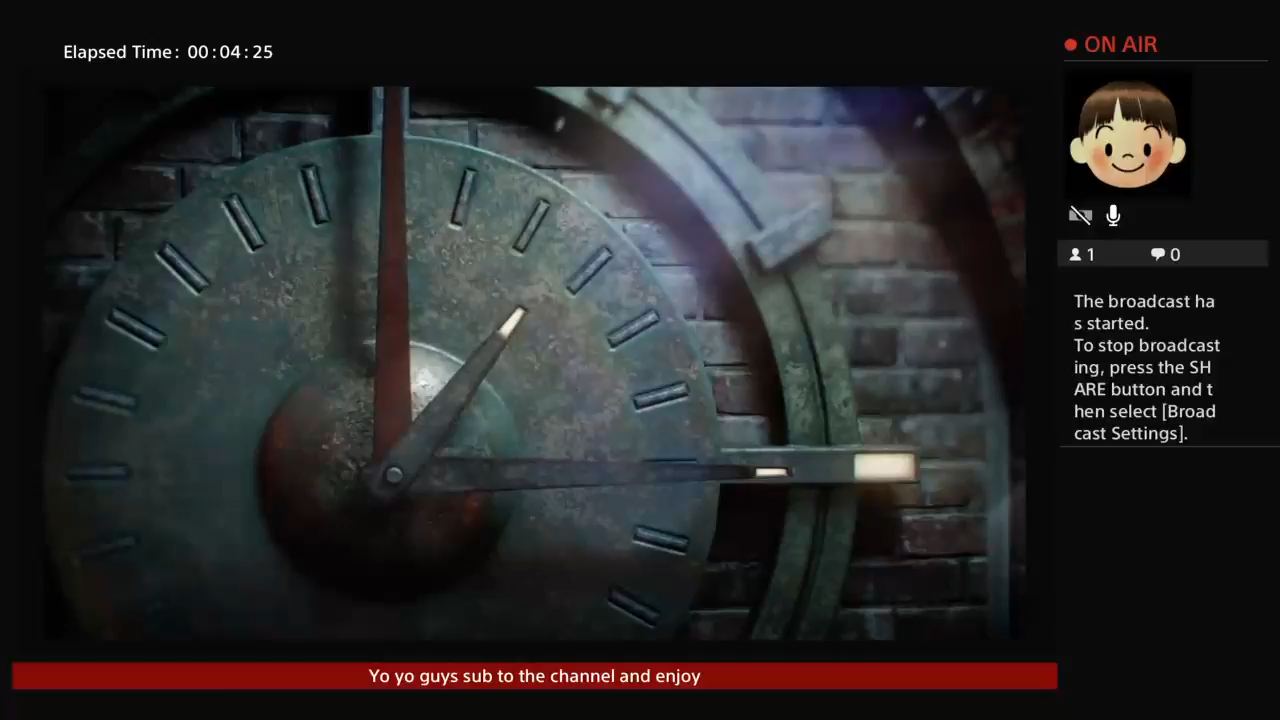 Elapsed Time: 00:04:25
ON AIR
1
0
The broadcast ha
s started.
To stop broadcast
ing, press the SH
ARE button and t
hen select [Broad
cast Settings].
Yo yo guys sub to the channel and enjoy